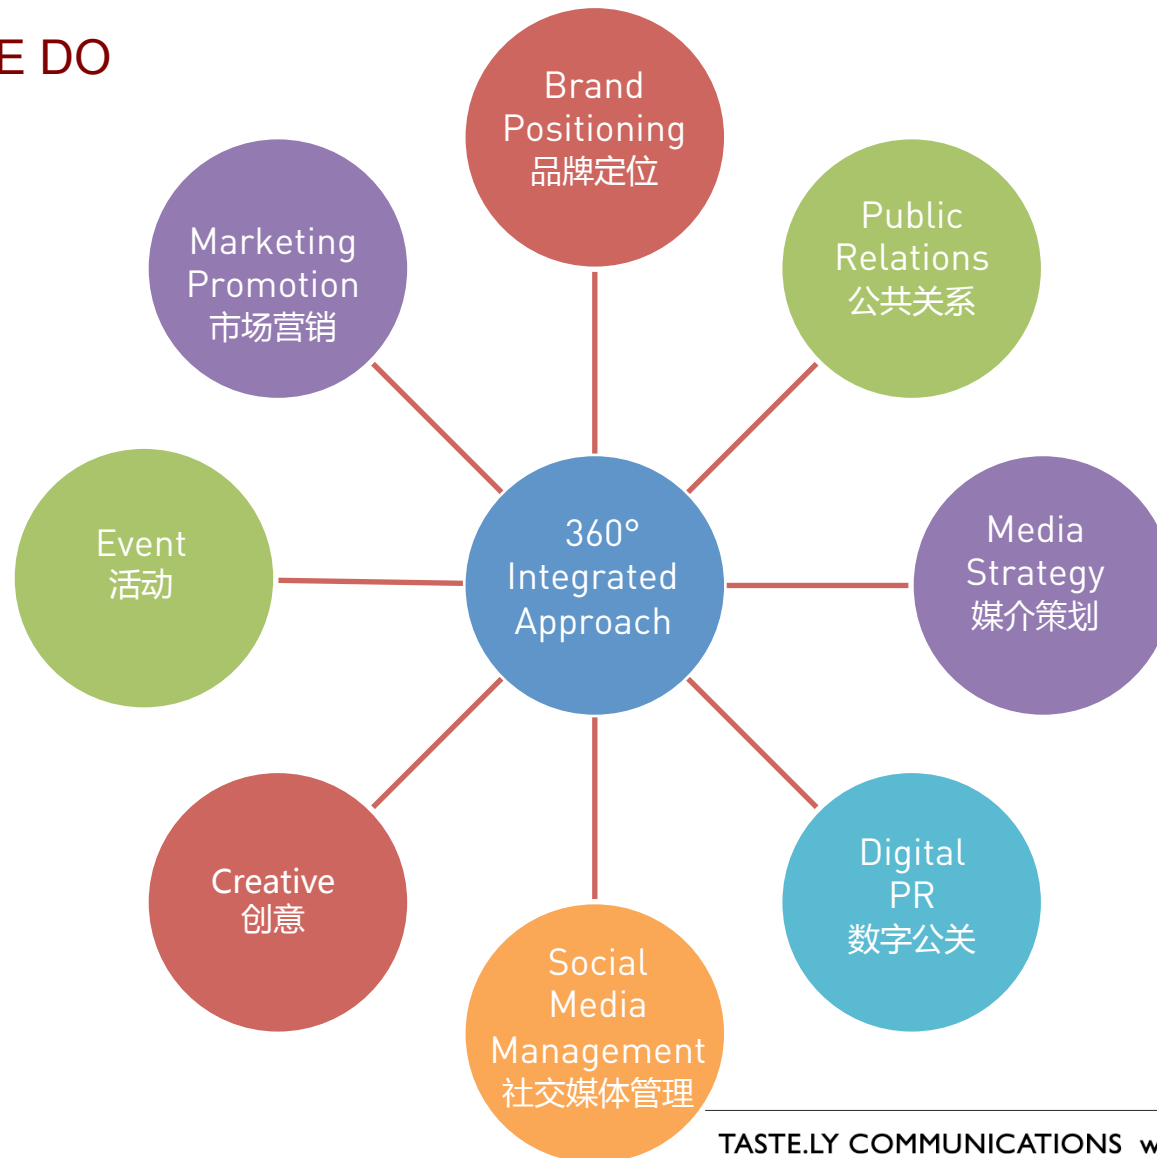 E DO
Brand
Positioning
品牌定位
Public
Relations
公共关系
Marketing
Promotion
市场营销
Media
Strategy
媒介策划
Event
活动
360°
Integrated
Approach
Digital
PR
数字公关
Creative
创意
Social
Media
Management
社交媒体管理
TASTE.LY COMMUNICATIONS w